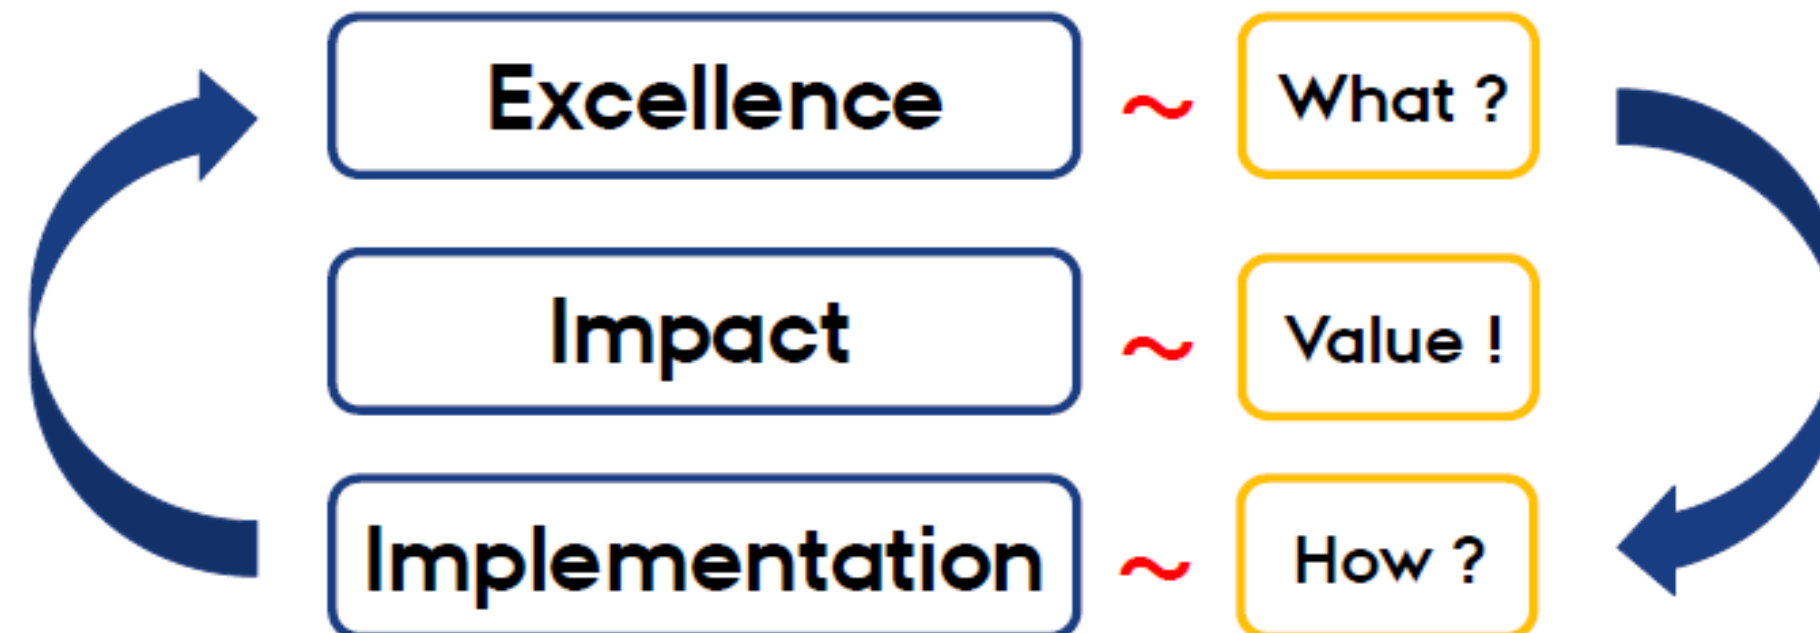 Excellence ~ What ?
Impact ~ Value !
Implementation ~ How ?